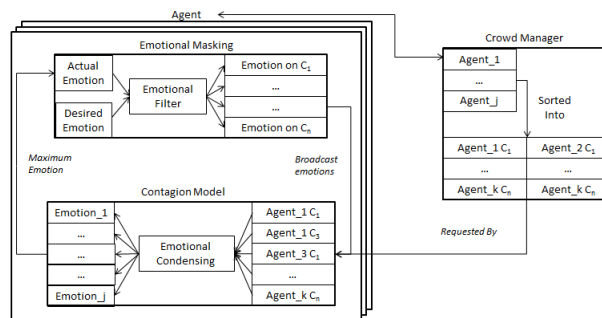 Agent
Emotional Masking
Crowd Manager
Actual
Emotion
Desired
Emotion
Emotional
Filter
Emotion on C1
...
...
Emotion on Cn
Agent_1
...
Agent_j
Sorted
Into
Agent_1 C1
Agent_2 C1
...
...
Agent_k Cn
Agent_k Cn
Maximum
Emotion
Broadcast
emotions
Contagion Model
Requested By
Emotion_1
...
...
...
Emotion_j
Emotional
Condensing
Agent_1 C1
Agent_1 C3
Agent_3 C1
...
Agent_k Cn